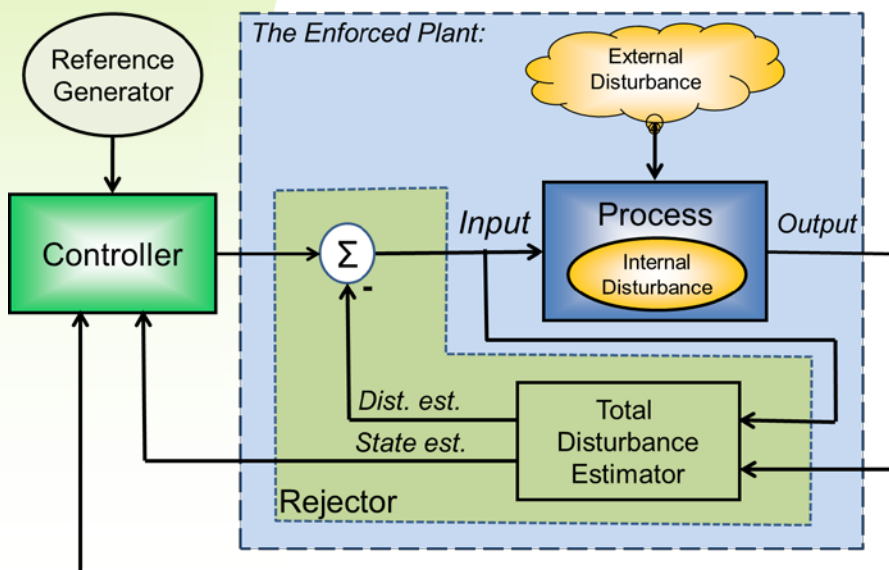 The Enforced Plant:
Reference
Generator
External
Disturbance
Controller
Σ
-
Input
Process
Internal
Disturbance
Output
Dist. est.
State est.
Total
Disturbance
Estimator
Rejector